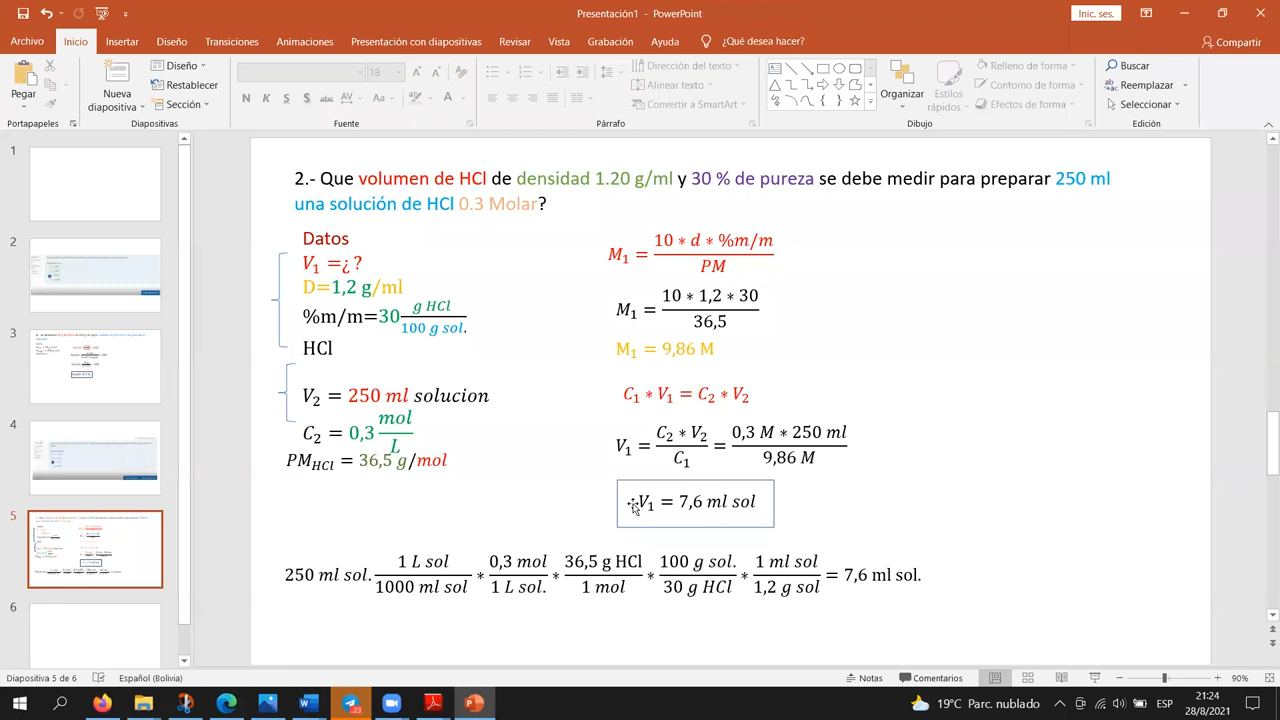 Presentación1 - PowerPoint
Inic. ses.
Archivo Inicio Insertar Diseño Transiciones Animaciones Presentación con diapositivas Revisar Vista Grabación Ayuda ¿Qué desea hacer? Compartir
Pegar
Nueva diapositiva
Diseño
Restablecer
Sección
18
N K S abc AV Aa
Dirección del texto
Alinear texto
Convertir a SmartArt
Organizar
Estilos rápidos
Relleno de forma
Contorno de forma
Efectos de forma
Buscar
Reemplazar
Seleccionar
Portapapeles Diapositivas Fuente Párrafo Dibujo Edición
1
2
3
4
5
6
2.- Que volumen de HCl de densidad 1.20 g/ml y 30 % de pureza se debe medir para preparar 250 ml
una solución de HCl 0.3 Molar?
Datos
V₁ =¿ ?
D=1,2 g/ml
%m/m=30 g HCl / 100 g sol.
HCl
V₂ = 250 ml solucion
C₂ = 0,3 mol / L
PM_HCl = 36,5 g/mol
M₁ = 10 ∗ d ∗ %m/m / PM
M₁ = 10 ∗ 1,2 ∗ 30 / 36,5
M₁ = 9,86 M
C₁ ∗ V₁ = C₂ ∗ V₂
V₁ = C₂ ∗ V₂ / C₁ = 0,3 M ∗ 250 ml / 9,86 M
V₁ = 7,6 ml sol
250 ml sol. 1 L sol / 1000 ml sol ∗ 0,3 mol / 1 L sol. ∗ 36,5 g HCl / 1 mol ∗ 100 g sol. / 30 g HCl ∗ 1 ml sol / 1,2 g sol = 7,6 ml sol.
Diapositiva 5 de 6 Español (Bolivia) Notas Comentarios 90%
19°C Parc. nublado ESP 21:24
28/8/2021